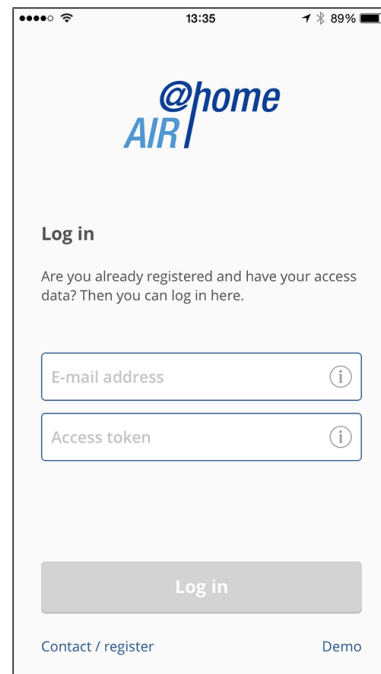 13:35 89%
@home
AIR
Log in
Are you already registered and have your access
data? Then you can log in here.
E-mail address i
Access token i
Log in
Contact / register Demo